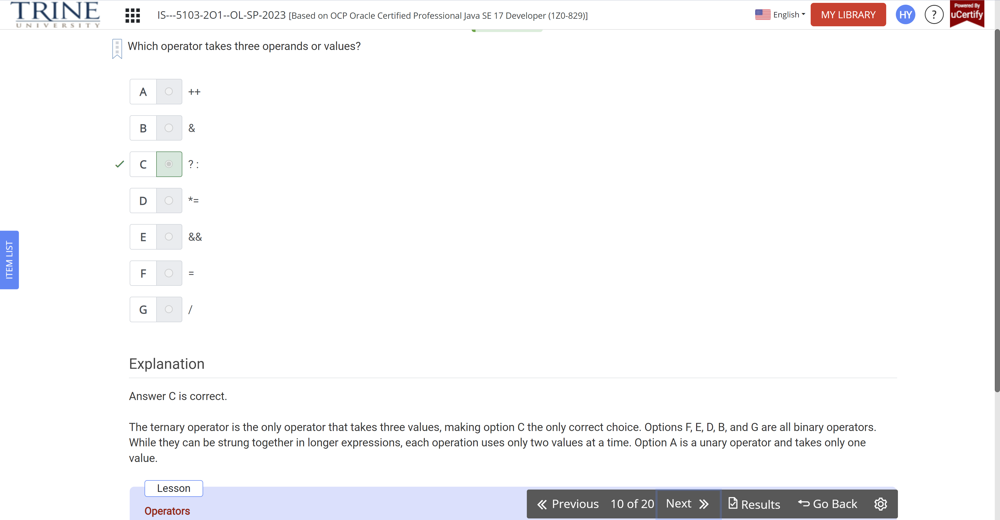 TRINE
UNIVERSITY
IS---5103-2O1--OL-SP-2023 [Based on OCP Oracle Certified Professional Java SE 17 Developer (1Z0-829)]
English
MY LIBRARY
HY
?
Powered By
uCertify
Which operator takes three operands or values?
A ++
B &
C ? :
D *=
E &&
F =
G /
ITEM LIST
Explanation
Answer C is correct.
The ternary operator is the only operator that takes three values, making option C the only correct choice. Options F, E, D, B, and G are all binary operators.
While they can be strung together in longer expressions, each operation uses only two values at a time. Option A is a unary operator and takes only one
value.
Lesson
Operators
Previous 10 of 20 Next Results Go Back